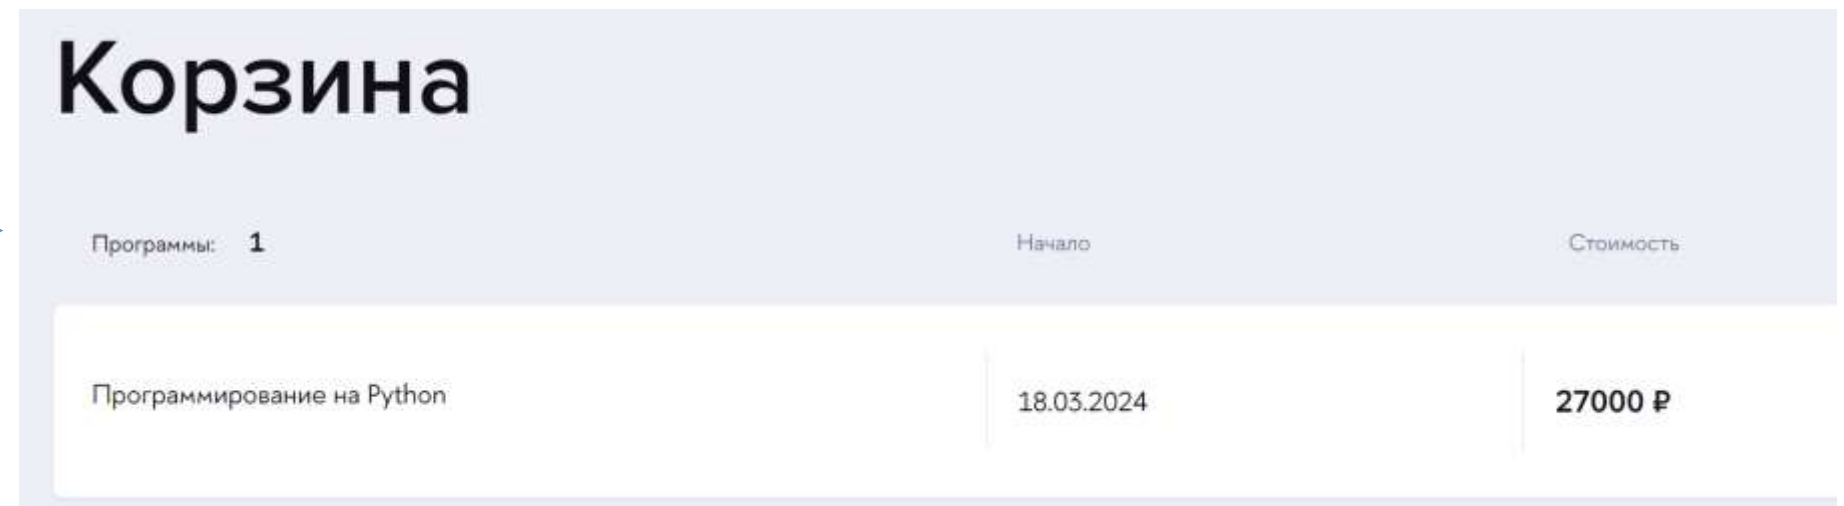 Корзина
Программы: 1 Начало Стоимость
Программирование на Python 18.03.2024 27000 ₽